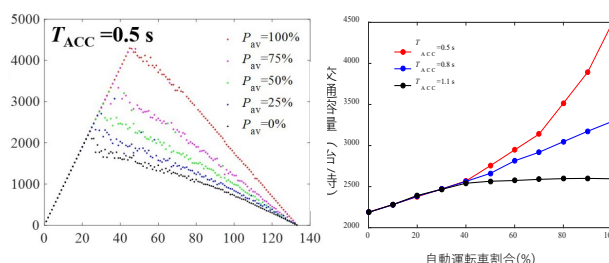 T_ACC=0.5 s
P_av=100%
P_av=75%
P_av=50%
P_av=25%
P_av=0%
5000
4000
3000
2000
1000
0
0 20 40 60 80 100 120 140
T_ACC=0.5 s
T_ACC=0.8 s
T_ACC=1.1 s
4500
4000
3500
3000
2500
2000
0 20 40 60 80 100
自動運転車割合(%)